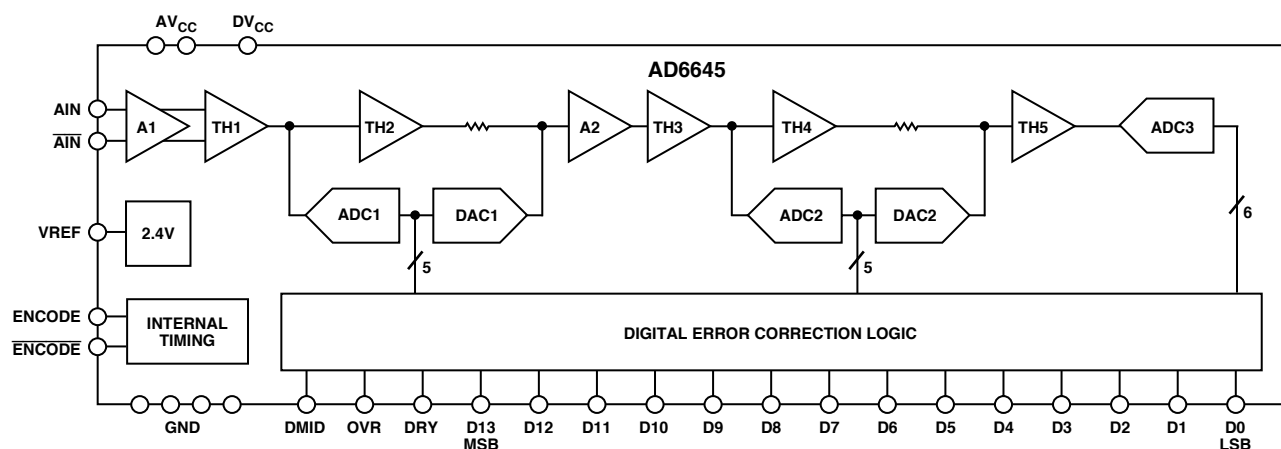 AVCC DVCC
AD6645
AIN
AIN
A1
TH1
TH2
A2
TH3
TH4
TH5
ADC3
ADC1
DAC1
ADC2
DAC2
VREF
2.4V
5
5
6
ENCODE
ENCODE
INTERNAL
TIMING
DIGITAL ERROR CORRECTION LOGIC
GND
DMID
OVR
DRY
D13
MSB
D12
D11
D10
D9
D8
D7
D6
D5
D4
D3
D2
D1
D0
LSB